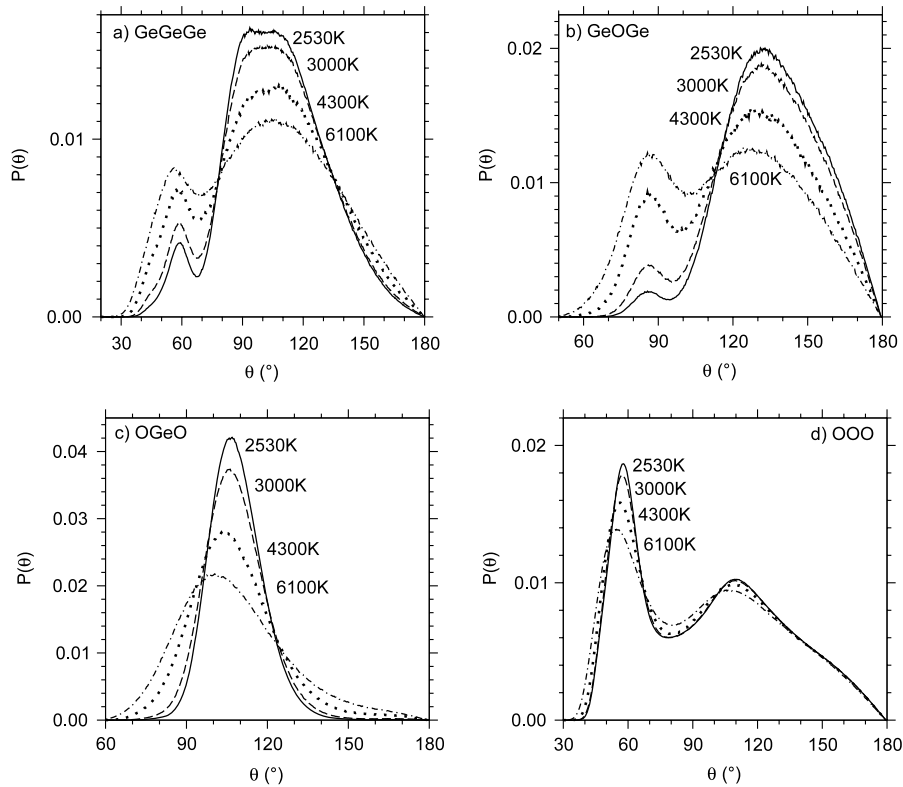 a) GeGeGe
2530K
3000K
4300K
6100K
0.01
0.00
P(θ)
30 60 90 120 150 180
θ (°)
b) GeOGe
2530K
3000K
4300K
6100K
0.02
0.01
0.00
P(θ)
60 90 120 150 180
θ (°)
c) OGeO
2530K
3000K
4300K
6100K
0.04
0.03
0.02
0.01
0.00
P(θ)
60 90 120 150 180
θ (°)
d) OOO
2530K
3000K
4300K
6100K
0.02
0.01
0.00
P(θ)
30 60 90 120 150 180
θ (°)